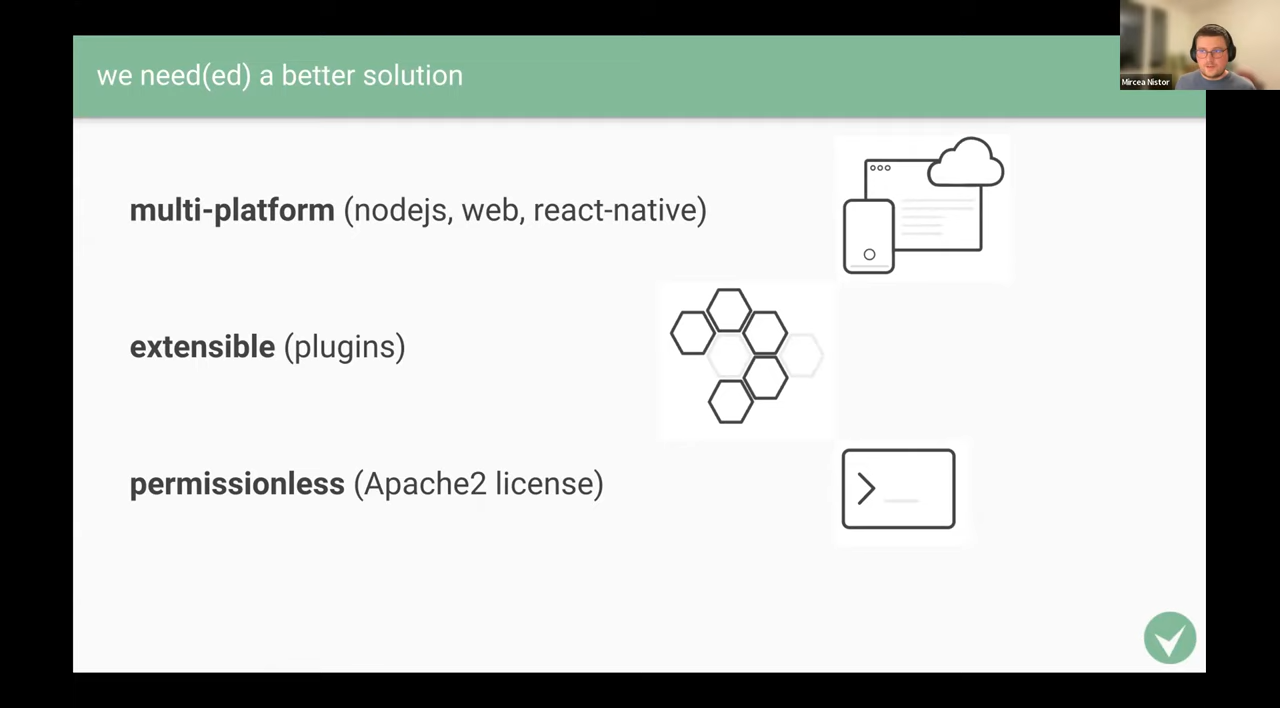 we need(ed) a better solution
Mircea Nistor
multi-platform (nodejs, web, react-native)
extensible (plugins)
permissionless (Apache2 license)